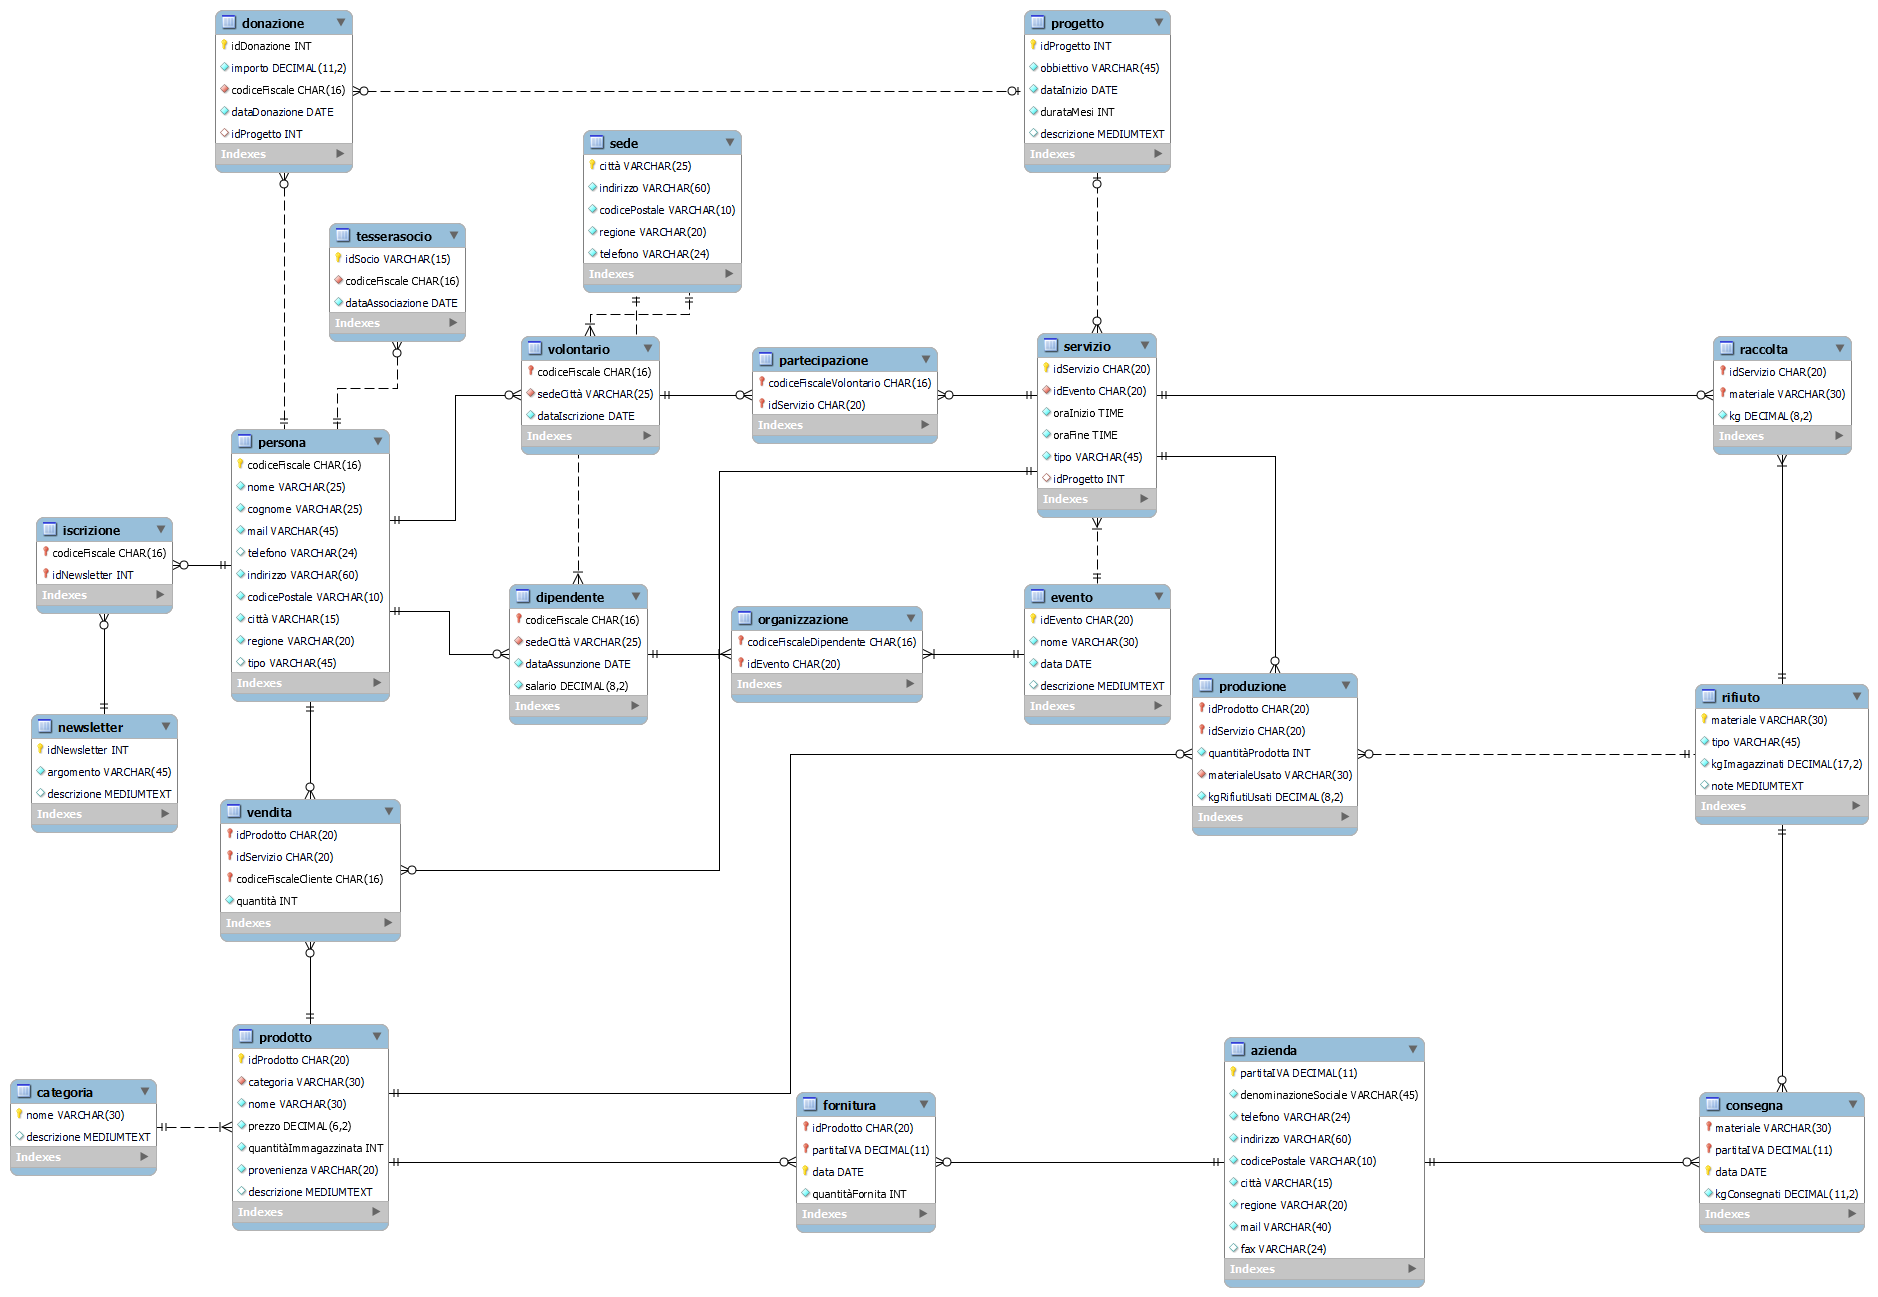 donazione
idDonazione INT
importo DECIMAL(11,2)
codiceFiscale CHAR(16)
dataDonazione DATE
idProgetto INT
Indexes
progetto
idProgetto INT
obbiettivo VARCHAR(45)
dataInizio DATE
durataMesi INT
descrizione MEDIUMTEXT
Indexes
sede
città VARCHAR(25)
indirizzo VARCHAR(60)
codicePostale VARCHAR(10)
regione VARCHAR(20)
telefono VARCHAR(24)
Indexes
tesserasocio
idSocio VARCHAR(15)
codiceFiscale CHAR(16)
dataAssociazione DATE
Indexes
volontario
codiceFiscale CHAR(16)
sedeCittà VARCHAR(25)
dataIscrizione DATE
Indexes
partecipazione
codiceFiscaleVolontario CHAR(16)
idServizio CHAR(20)
Indexes
servizio
idServizio CHAR(20)
idEvento CHAR(20)
oraInizio TIME
oraFine TIME
tipo VARCHAR(45)
idProgetto INT
Indexes
raccolta
idServizio CHAR(20)
materiale VARCHAR(30)
kg DECIMAL(8,2)
Indexes
persona
codiceFiscale CHAR(16)
nome VARCHAR(25)
cognome VARCHAR(25)
mail VARCHAR(45)
telefono VARCHAR(24)
indirizzo VARCHAR(60)
codicePostale VARCHAR(10)
città VARCHAR(15)
regione VARCHAR(20)
tipo VARCHAR(45)
Indexes
iscrizione
codiceFiscale CHAR(16)
idNewsletter INT
Indexes
dipendente
codiceFiscale CHAR(16)
sedeCittà VARCHAR(25)
dataAssunzione DATE
salario DECIMAL(8,2)
Indexes
organizzazione
codiceFiscaleDipendente CHAR(16)
idEvento CHAR(20)
Indexes
evento
idEvento CHAR(20)
nome VARCHAR(30)
data DATE
descrizione MEDIUMTEXT
Indexes
produzione
idProdotto CHAR(20)
idServizio CHAR(20)
quantitàProdotta INT
materialeUsato VARCHAR(30)
kgRifiutiUsati DECIMAL(8,2)
Indexes
rifiuto
materiale VARCHAR(30)
tipo VARCHAR(45)
kgImagazzinati DECIMAL(17,2)
note MEDIUMTEXT
Indexes
newsletter
idNewsletter INT
argomento VARCHAR(45)
descrizione MEDIUMTEXT
Indexes
vendita
idProdotto CHAR(20)
idServizio CHAR(20)
codiceFiscaleCliente CHAR(16)
quantità INT
Indexes
prodotto
idProdotto CHAR(20)
categoria VARCHAR(30)
nome VARCHAR(30)
prezzo DECIMAL(6,2)
quantitàImmagazzinata INT
provenienza VARCHAR(20)
descrizione MEDIUMTEXT
Indexes
categoria
nome VARCHAR(30)
descrizione MEDIUMTEXT
Indexes
fornitura
idProdotto CHAR(20)
partitaIVA DECIMAL(11)
data DATE
quantitàFornita INT
Indexes
azienda
partitaIVA DECIMAL(11)
denominazioneSociale VARCHAR(45)
telefono VARCHAR(24)
indirizzo VARCHAR(60)
codicePostale VARCHAR(10)
città VARCHAR(15)
regione VARCHAR(20)
mail VARCHAR(40)
fax VARCHAR(24)
Indexes
consegna
materiale VARCHAR(30)
partitaIVA DECIMAL(11)
data DATE
kgConsegnati DECIMAL(11,2)
Indexes